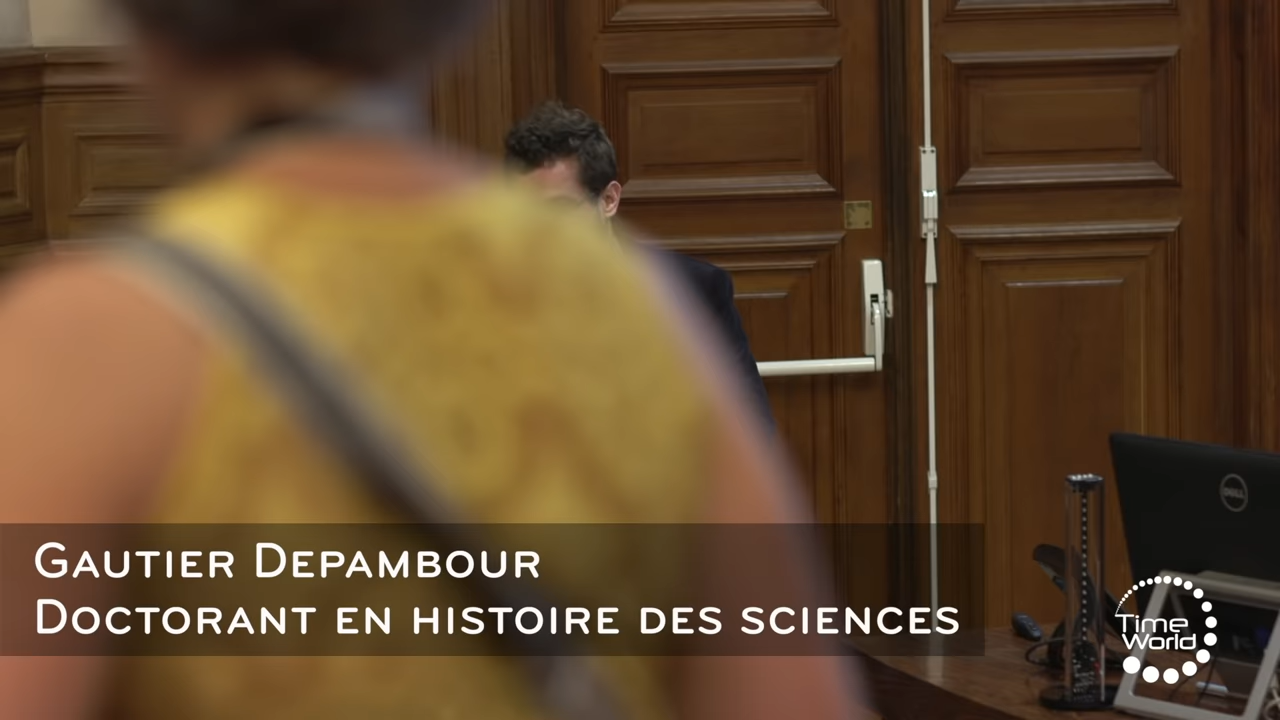 Gautier Depambour
Doctorant en histoire des sciences
DELL
Time
World